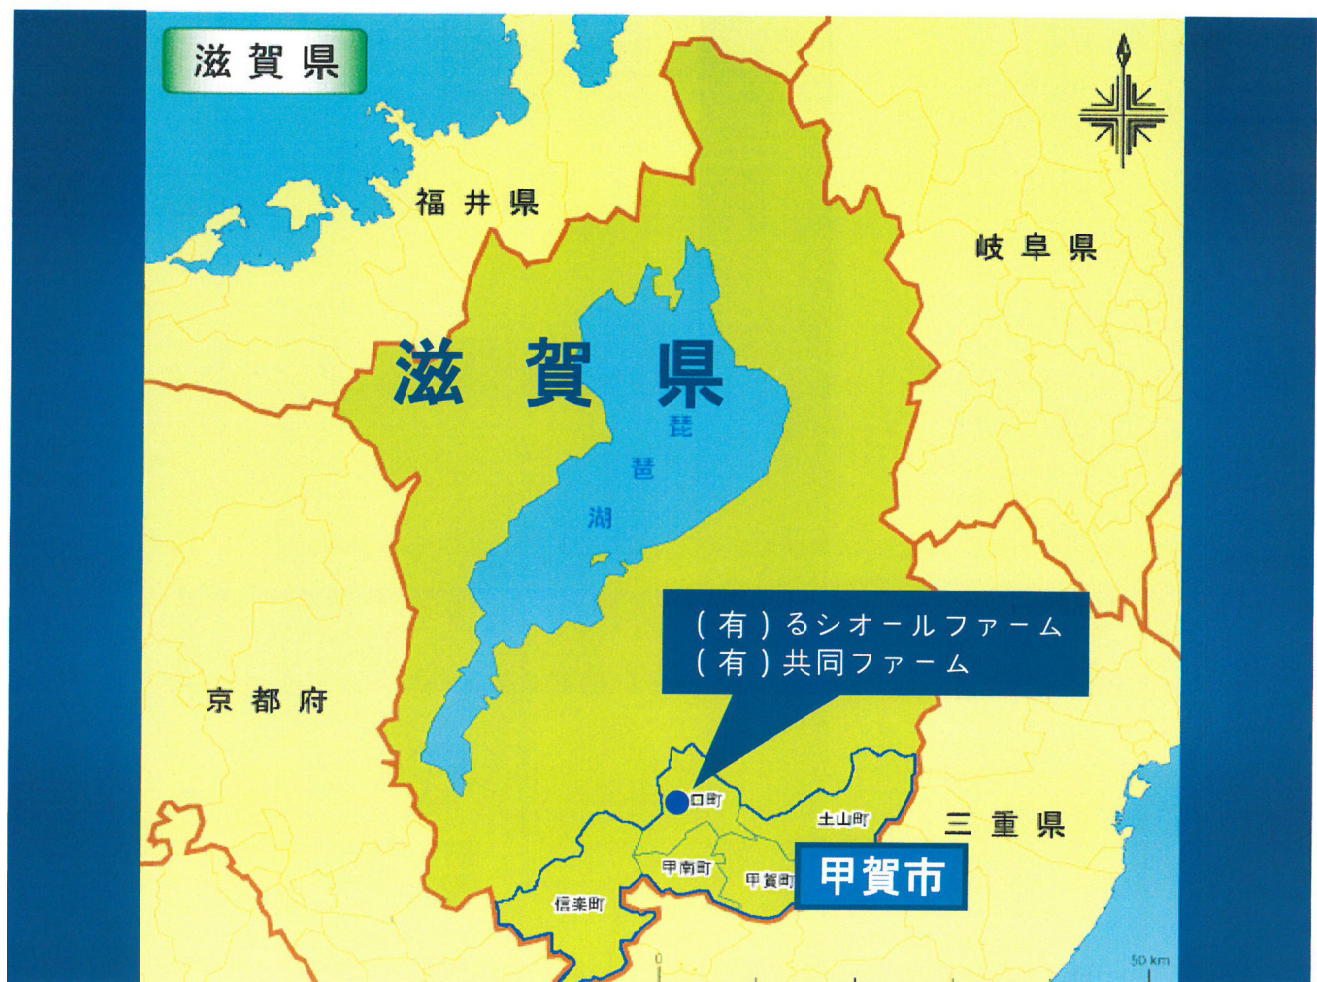 滋賀県
福井県
岐阜県
滋賀県
琵
琶
湖
(有)るシオールファーム
(有)共同ファーム
京都府
口町
土山町
三重県
甲南町
甲賀町
甲賀市
信楽町
0
50 km